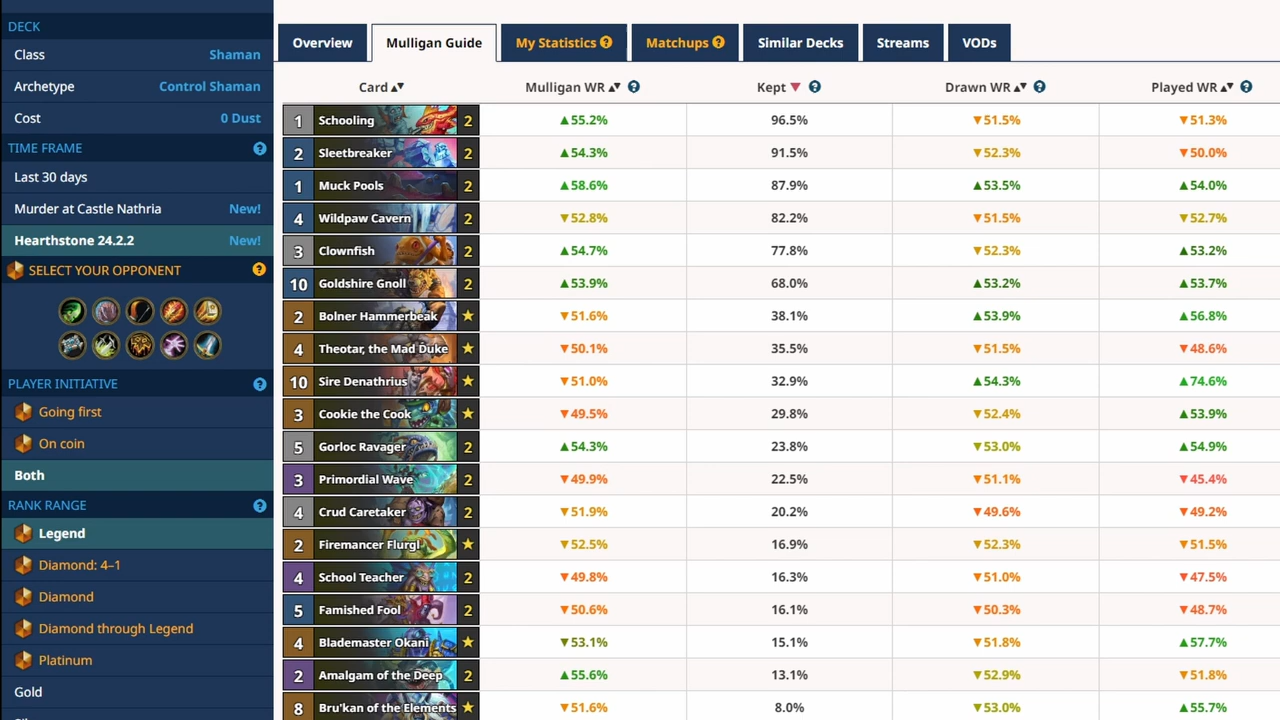 DECK
Class Shaman
Archetype Control Shaman
Cost 0 Dust
TIME FRAME ?
Last 30 days
Murder at Castle Nathria New!
Hearthstone 24.2.2 New!
SELECT YOUR OPPONENT ?
PLAYER INITIATIVE ?
Going first
On coin
Both
RANK RANGE ?
Legend
Diamond: 4–1
Diamond
Diamond through Legend
Platinum
Gold
Overview Mulligan Guide My Statistics ? Matchups ? Similar Decks Streams VODs
Card ▲▼ Mulligan WR ▲▼ ? Kept ▼ ? Drawn WR ▲▼ ? Played WR ▲▼ ?
1 Schooling 2 ▲55.2% 96.5% ▼51.5% ▼51.3%
2 Sleetbreaker 2 ▲54.3% 91.5% ▼52.3% ▼50.0%
1 Muck Pools 2 ▲58.6% 87.9% ▲53.5% ▲54.0%
4 Wildpaw Cavern 2 ▼52.8% 82.2% ▼51.5% ▼52.7%
3 Clownfish 2 ▲54.7% 77.8% ▼52.3% ▲53.2%
10 Goldshire Gnoll 2 ▲53.9% 68.0% ▲53.2% ▲53.7%
2 Bolner Hammerbeak ★ ▼51.6% 38.1% ▲53.9% ▲56.8%
4 Theotar, the Mad Duke ★ ▼50.1% 35.5% ▼51.5% ▼48.6%
10 Sire Denathrius ★ ▼51.0% 32.9% ▲54.3% ▲74.6%
3 Cookie the Cook ★ ▼49.5% 29.8% ▼52.4% ▲53.9%
5 Gorloc Ravager 2 ▲54.3% 23.8% ▼53.0% ▲54.9%
3 Primordial Wave 2 ▼49.9% 22.5% ▼51.1% ▼45.4%
4 Crud Caretaker 2 ▼51.9% 20.2% ▼49.6% ▼49.2%
2 Firemancer Flurgl ★ ▼52.5% 16.9% ▼52.3% ▼51.5%
4 School Teacher 2 ▼49.8% 16.3% ▼51.0% ▼47.5%
5 Famished Fool 2 ▼50.6% 16.1% ▼50.3% ▼48.7%
4 Blademaster Okani ★ ▼53.1% 15.1% ▼51.8% ▲57.7%
2 Amalgam of the Deep 2 ▲55.6% 13.1% ▼52.9% ▼51.8%
8 Bru'kan of the Elements ★ ▼51.6% 8.0% ▼53.0% ▲55.7%